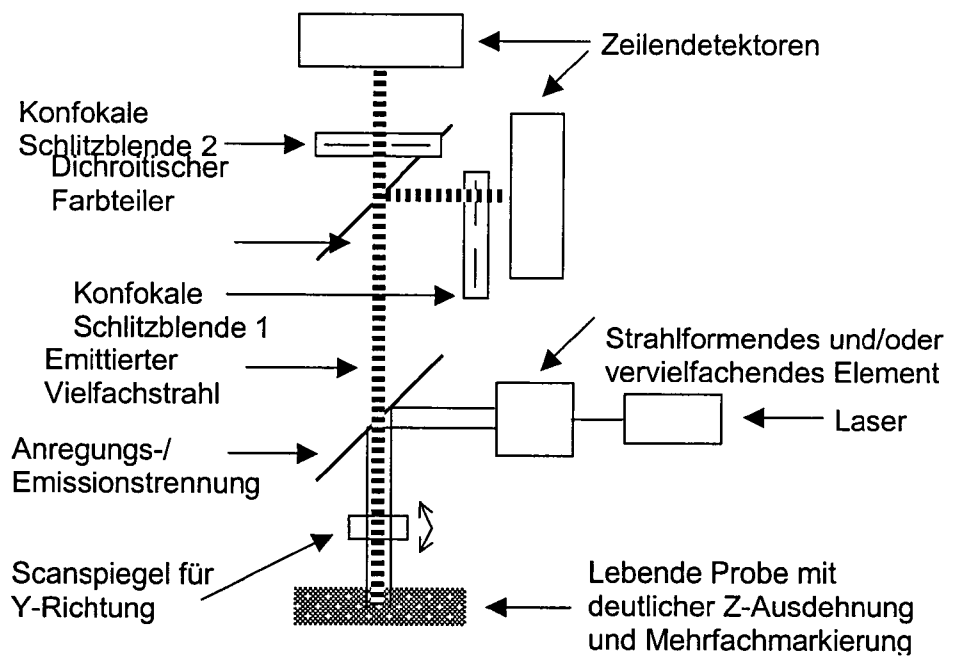 Zeilendetektoren
Konfokale
Schlitzblende 2
Dichroitischer
Farbteiler
Konfokale
Schlitzblende 1
Strahlformendes und/oder
vervielfachendes Element
Emittierter
Vielfachstrahl
Laser
Anregungs-/
Emissionstrennung
Scanspiegel für
Y-Richtung
Lebende Probe mit
deutlicher Z-Ausdehnung
und Mehrfachmarkierung